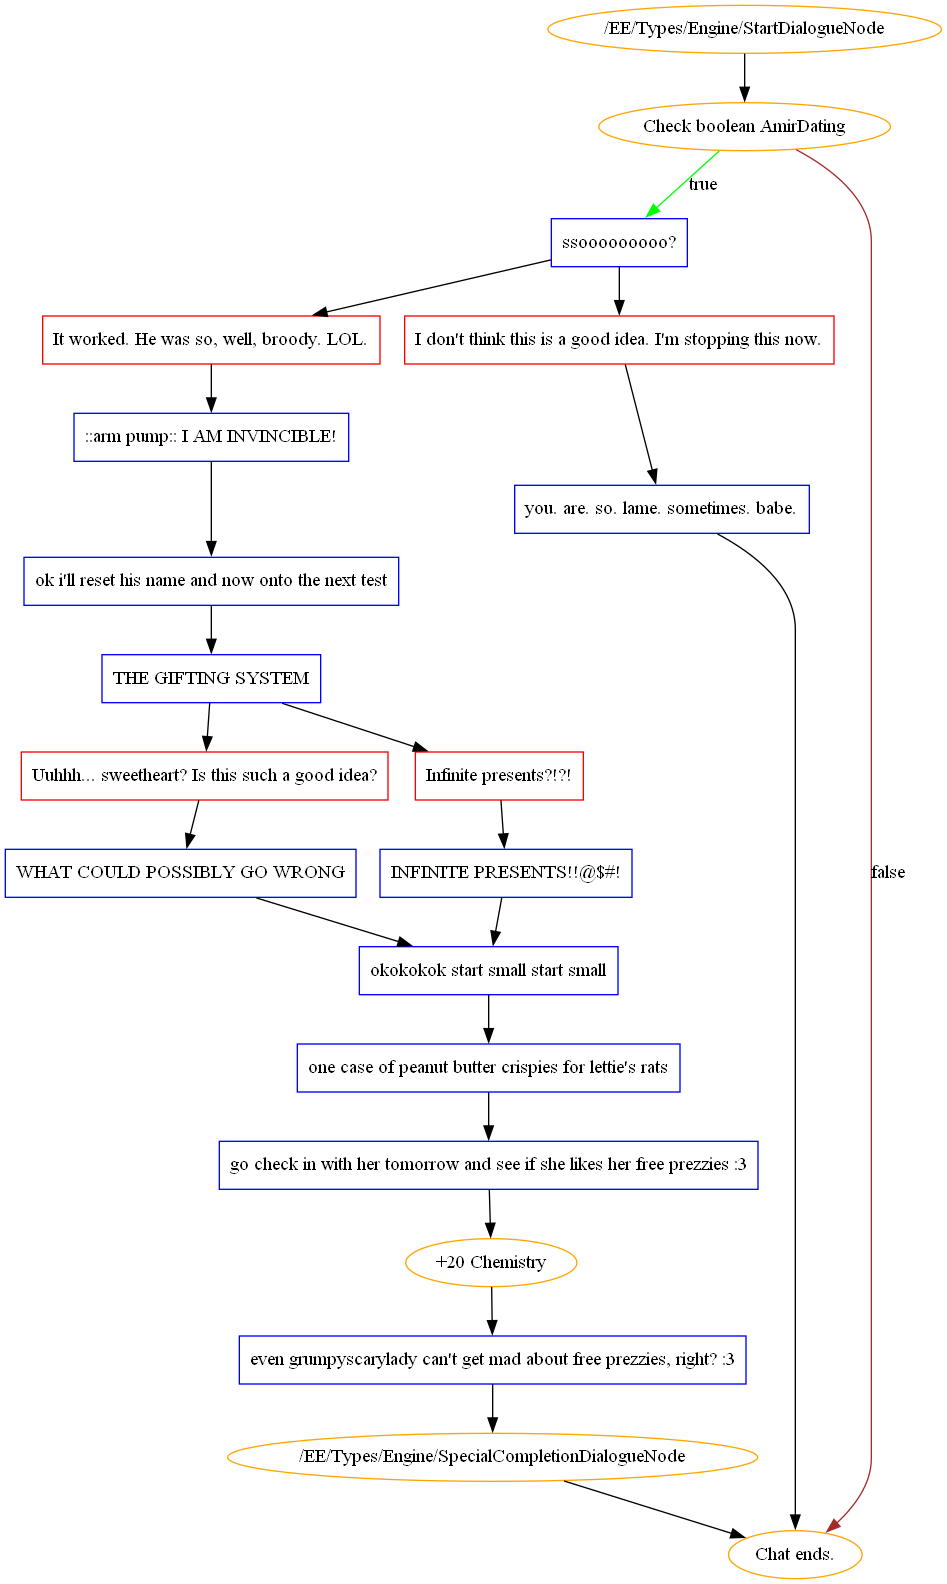 /EE/Types/Engine/StartDialogueNode
Check boolean AmirDating
true
ssooooooooo?
It worked. He was so, well, broody. LOL.
I don't think this is a good idea. I'm stopping this now.
::arm pump:: I AM INVINCIBLE!
you. are. so. lame. sometimes. babe.
ok i'll reset his name and now onto the next test
THE GIFTING SYSTEM
Uuhhh... sweetheart? Is this such a good idea?
Infinite presents?!?!
WHAT COULD POSSIBLY GO WRONG
INFINITE PRESENTS!!@$#!
false
okokokok start small start small
one case of peanut butter crispies for lettie's rats
go check in with her tomorrow and see if she likes her free prezzies :3
+20 Chemistry
even grumpyscarylady can't get mad about free prezzies, right? :3
/EE/Types/Engine/SpecialCompletionDialogueNode
Chat ends.